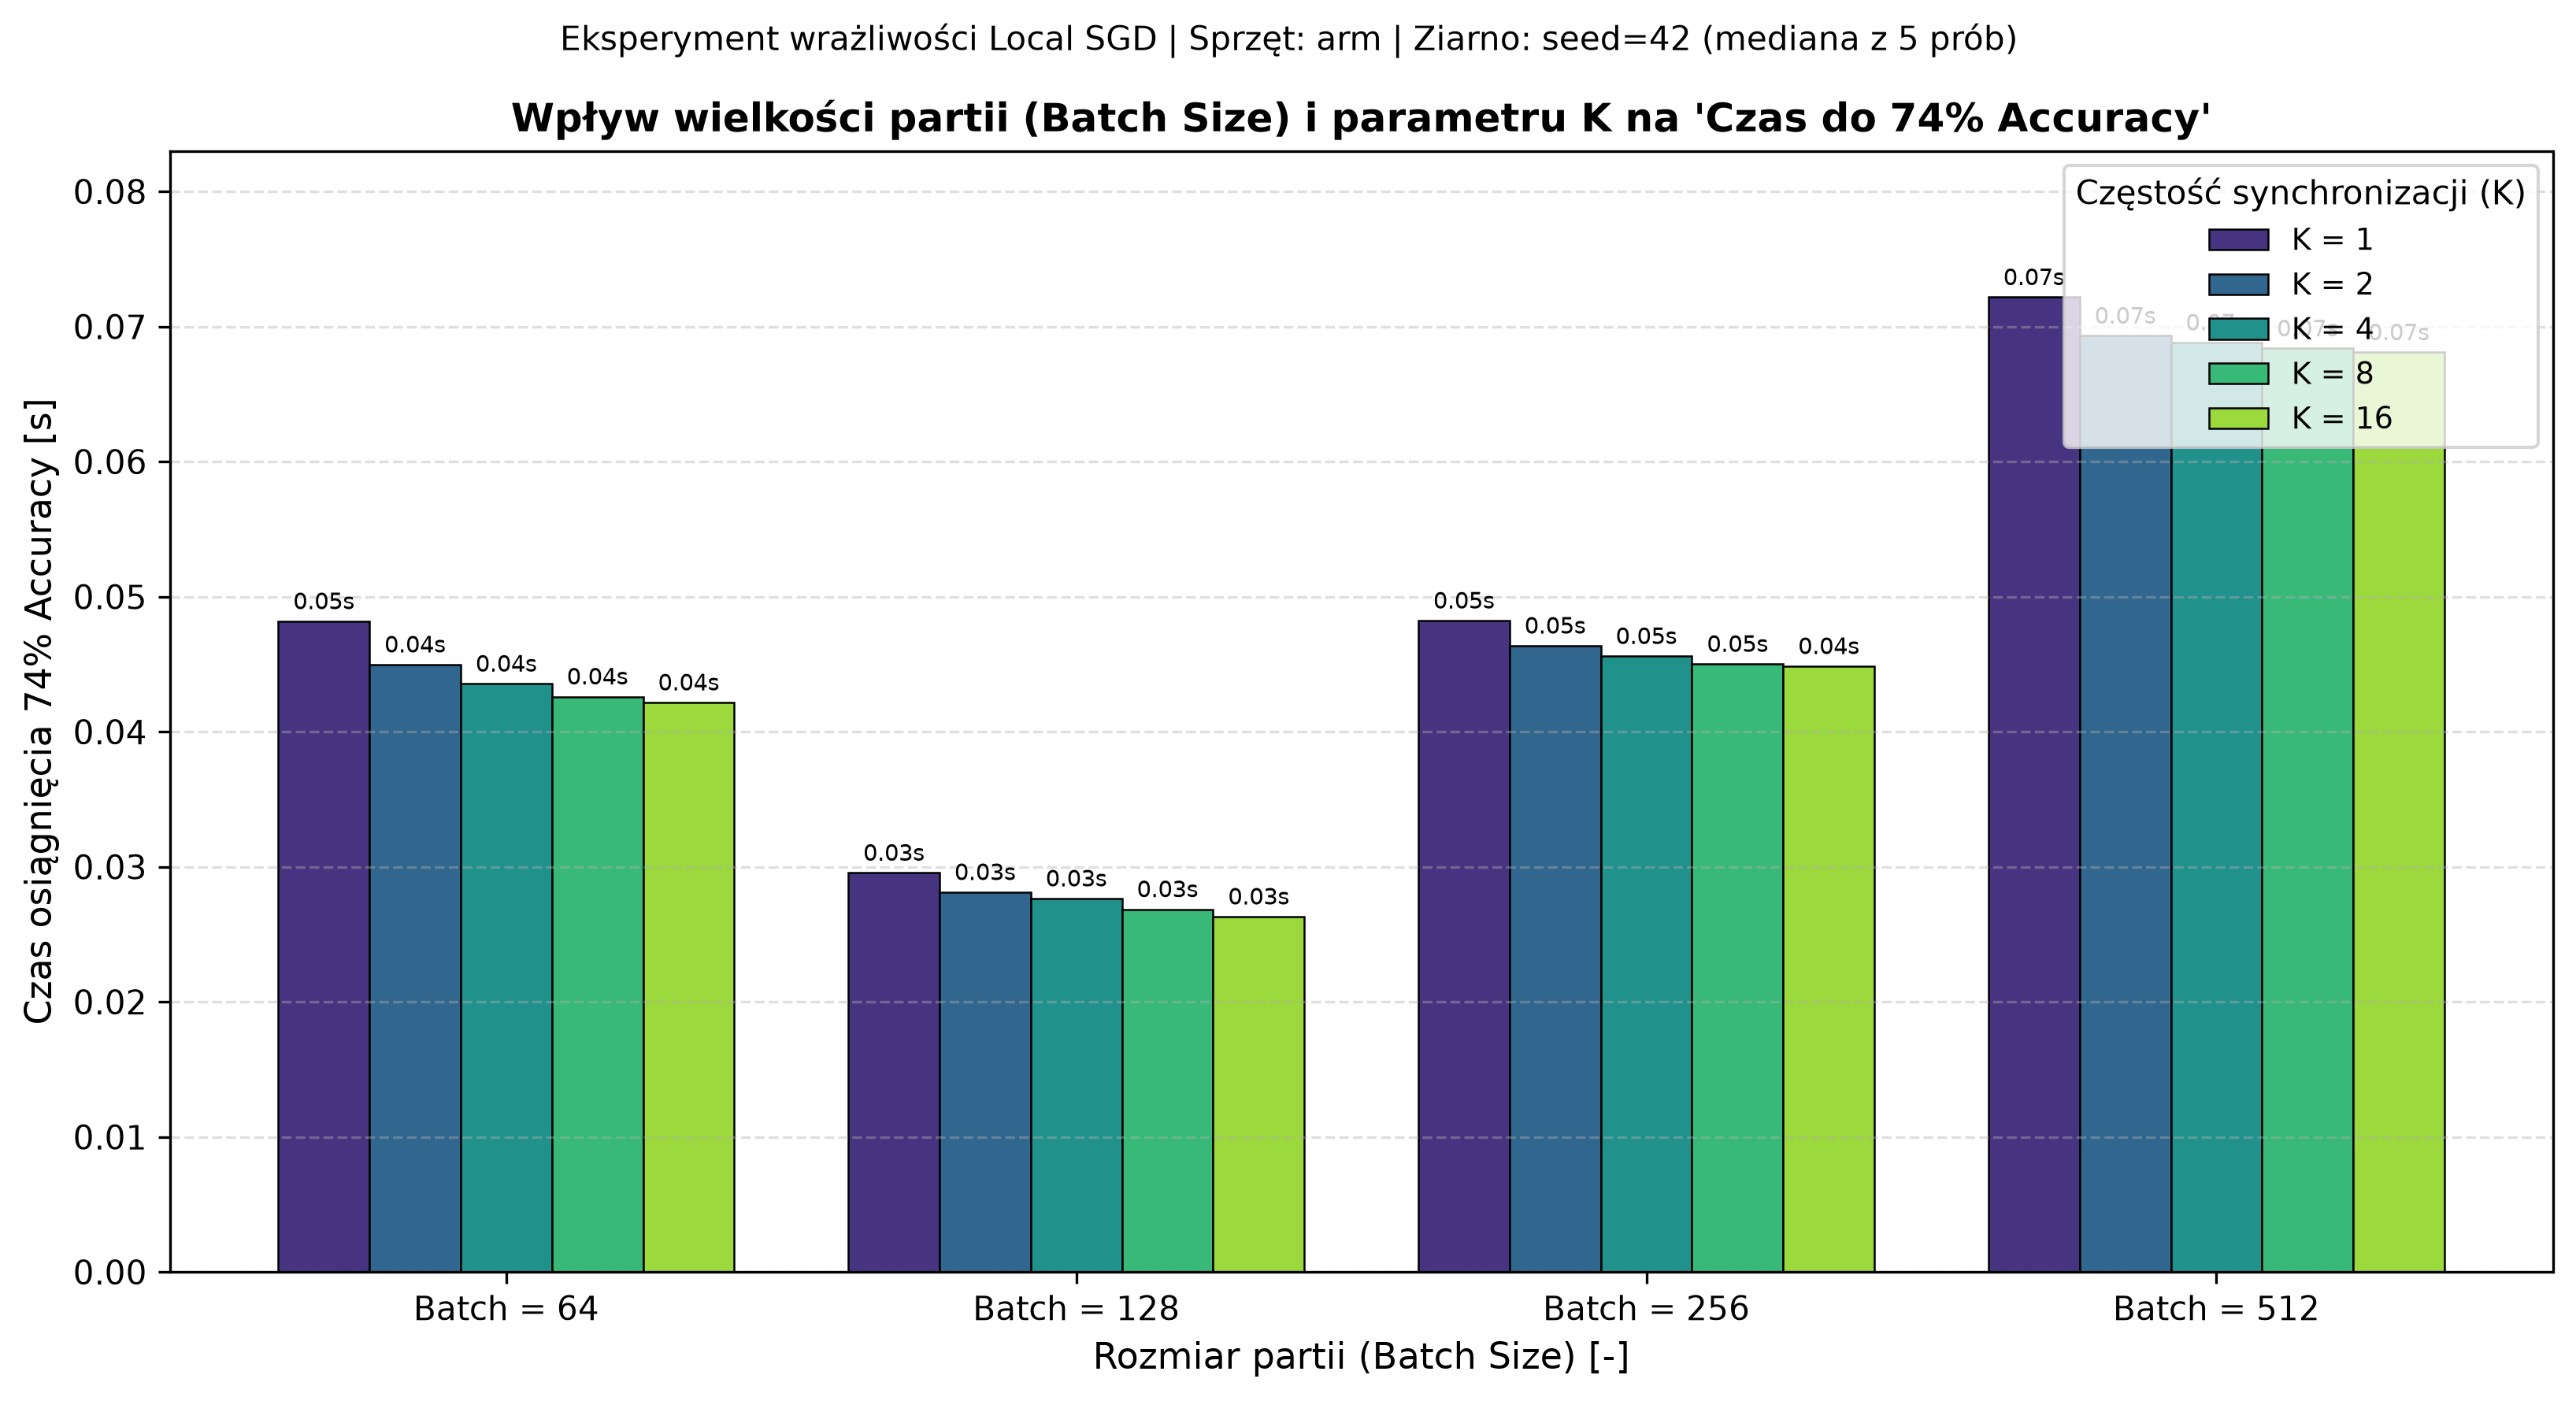 Eksperyment wrażliwości Local SGD | Sprzęt: arm | Ziarno: seed=42 (mediana z 5 prób)
Wpływ wielkości partii (Batch Size) i parametru K na 'Czas do 74% Accuracy'
Czas osiągnięcia 74% Accuracy [s]
0.08
0.07
0.06
0.05
0.04
0.03
0.02
0.01
0.00
0.05s
0.04s
0.04s
0.04s
0.04s
0.03s
0.03s
0.03s
0.03s
0.03s
0.05s
0.05s
0.05s
0.05s
0.04s
0.07s
0.07s
0.07s
Częstość synchronizacji (K)
K = 1
K = 2
K = 4
K = 8
K = 16
Batch = 64
Batch = 128
Batch = 256
Batch = 512
Rozmiar partii (Batch Size) [-]